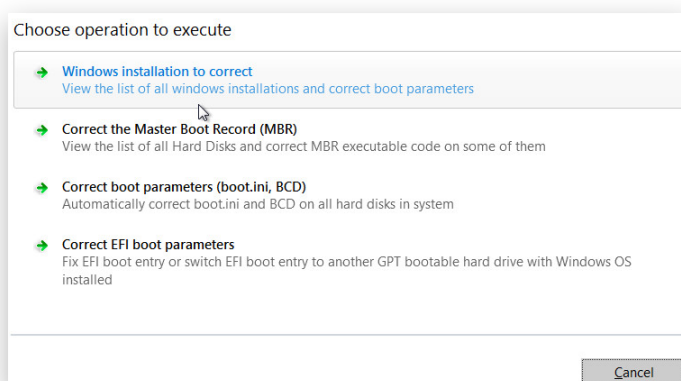 Choose operation to execute
Windows installation to correct
View the list of all windows installations and correct boot parameters
Correct the Master Boot Record (MBR)
View the list of all Hard Disks and correct MBR executable code on some of them
Correct boot parameters (boot.ini, BCD)
Automatically correct boot.ini and BCD on all hard disks in system
Correct EFI boot parameters
Fix EFI boot entry or switch EFI boot entry to another GPT bootable hard drive with Windows OS
installed
Cancel